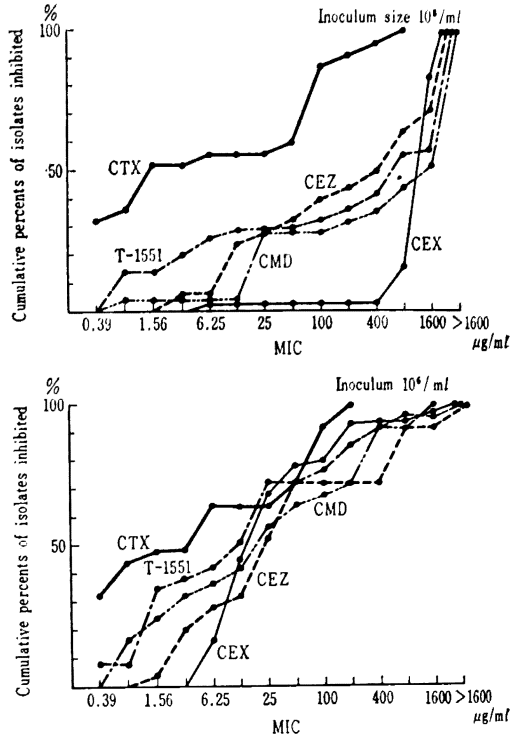 %
Inoculum size 10⁸/ml
Cumulative percents of isolates inhibited
100
50
CTX
T-1551
CEZ
CMD
CEX
0.39 1.56 6.25 25 100 400 1600 >1600
MIC
µg/ml
%
Inoculum 10⁶/ml
Cumulative percents of isolates inhibited
100
50
CTX
T-1551
CMD
CEZ
CEX
0.39 1.56 6.25 25 100 400 1600 >1600
MIC
µg/ml